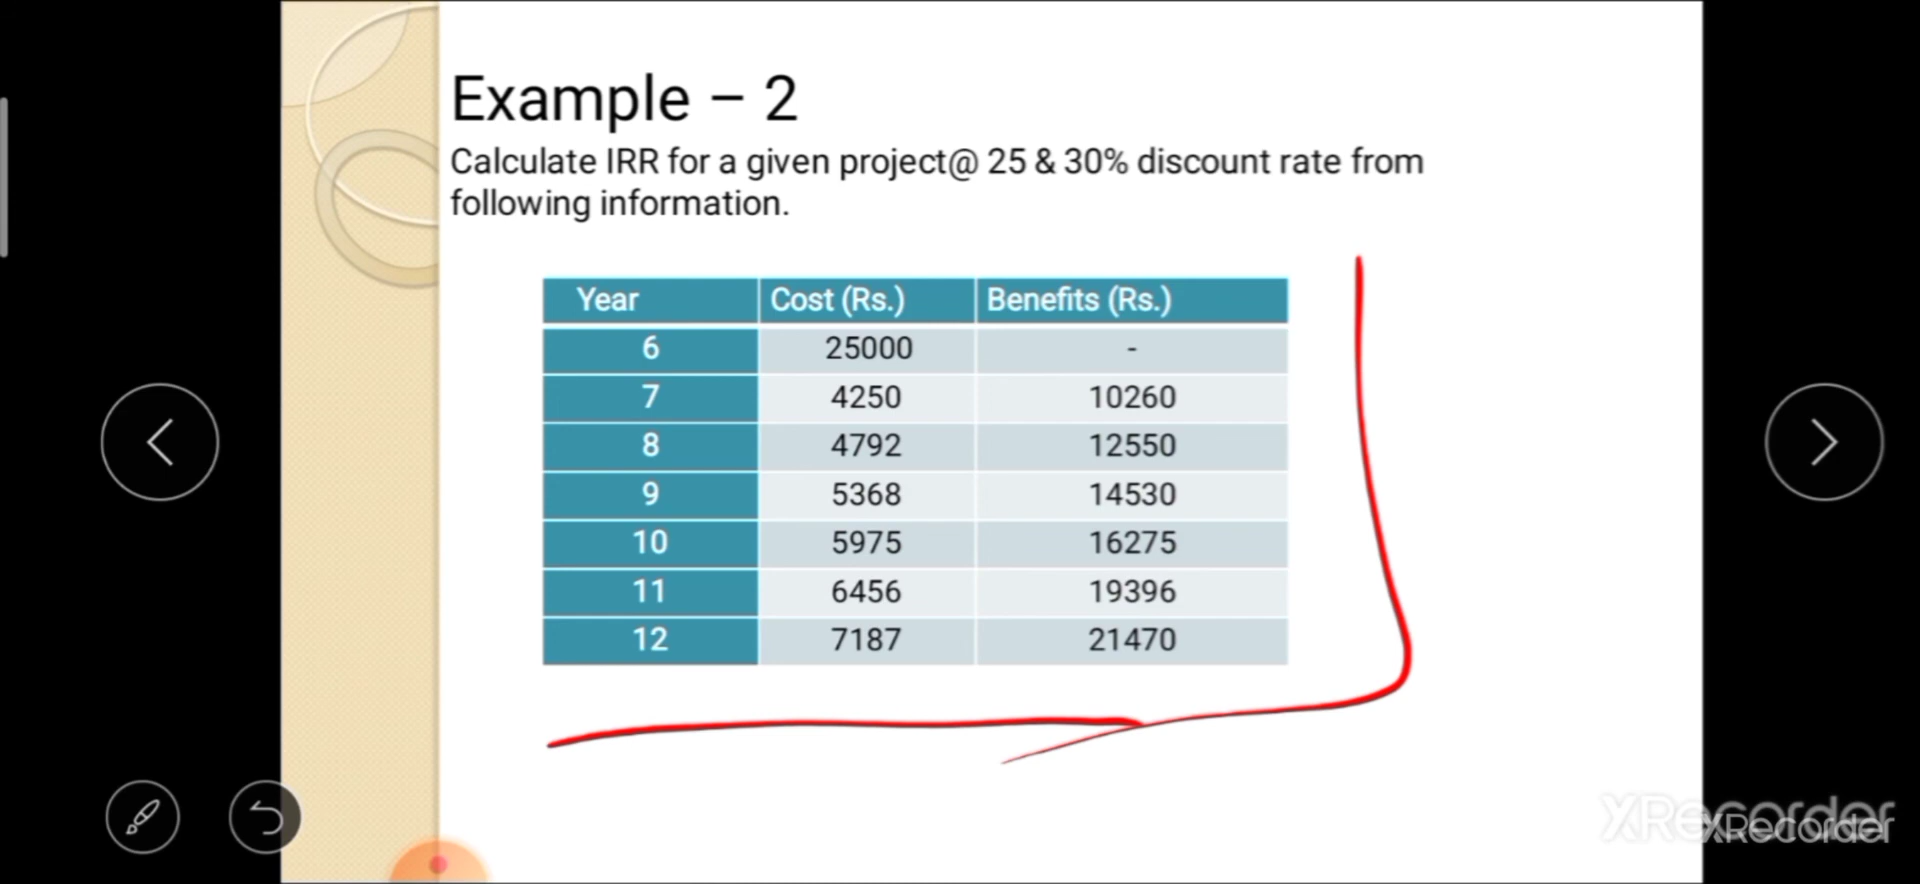 Example – 2
Calculate IRR for a given project@ 25 & 30% discount rate from
following information.
Year Cost (Rs.) Benefits (Rs.)
6 25000 -
7 4250 10260
8 4792 12550
9 5368 14530
10 5975 16275
11 6456 19396
12 7187 21470
XRecorder
XRecorder